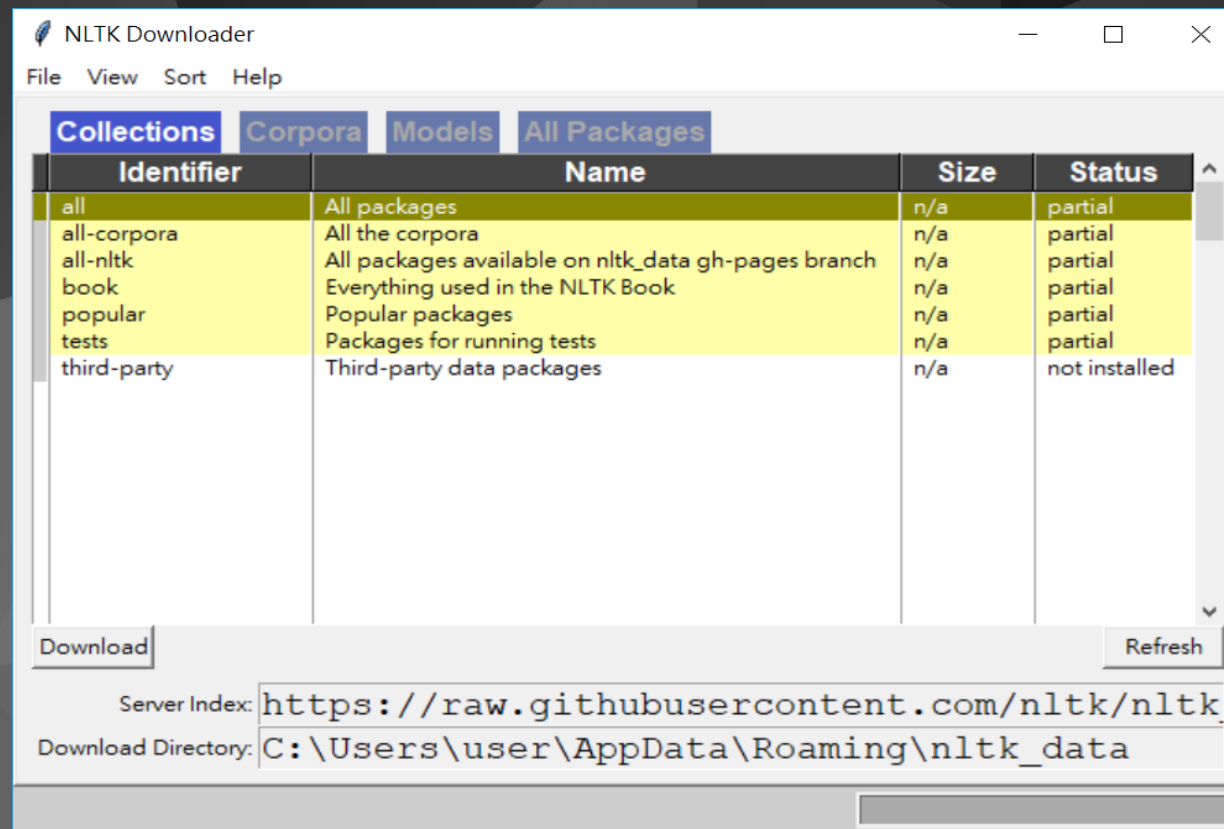 NLTK Downloader
File View Sort Help
Collections Corpora Models All Packages
Identifier Name Size Status
all All packages n/a partial
all-corpora All the corpora n/a partial
all-nltk All packages available on nltk_data gh-pages branch n/a partial
book Everything used in the NLTK Book n/a partial
popular Popular packages n/a partial
tests Packages for running tests n/a partial
third-party Third-party data packages n/a not installed
Download Refresh
Server Index: https://raw.githubusercontent.com/nltk/nltk_
Download Directory: C:\Users\user\AppData\Roaming\nltk_data